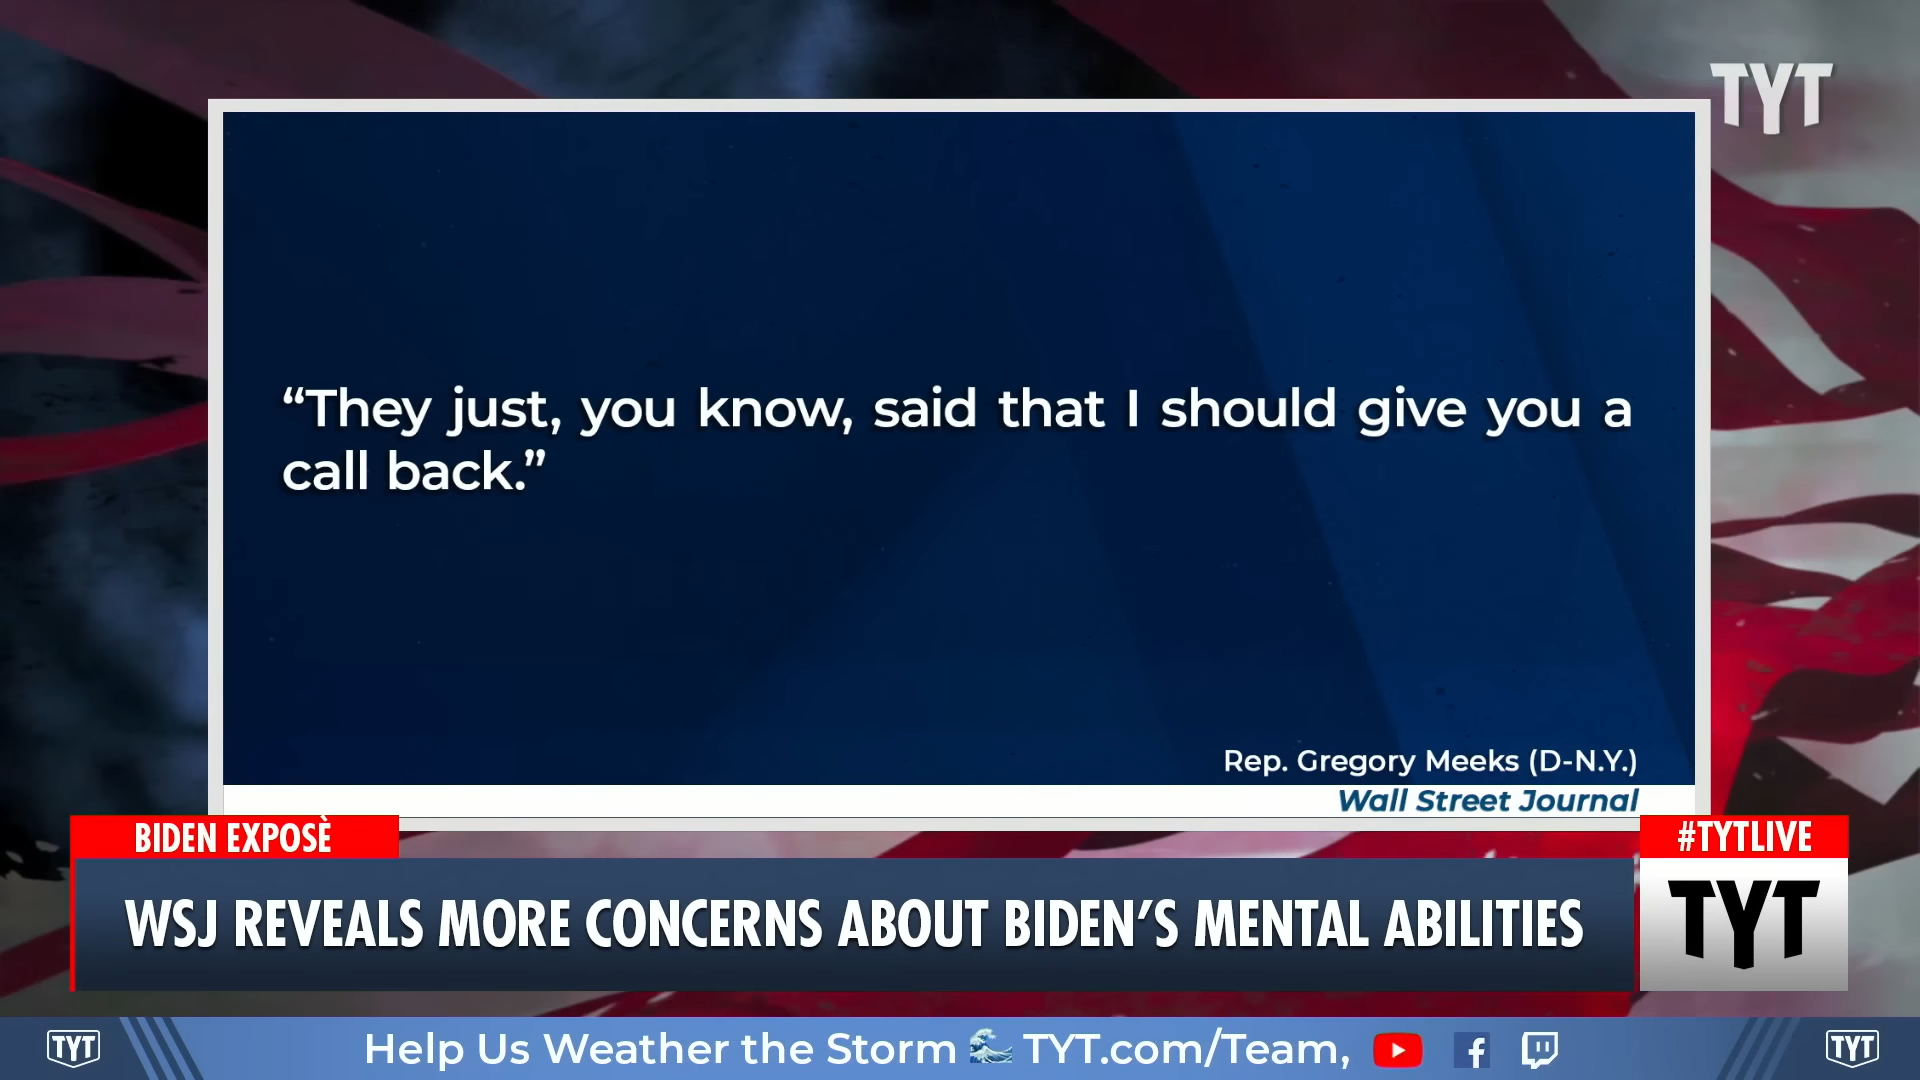 TYT
“They just, you know, said that I should give you a
call back.”
Rep. Gregory Meeks (D-N.Y.)
Wall Street Journal
BIDEN EXPOSÈ
#TYTLIVE
WSJ REVEALS MORE CONCERNS ABOUT BIDEN’S MENTAL ABILITIES
TYT
TYT
Help Us Weather the Storm 🌊 TYT.com/Team,
TYT